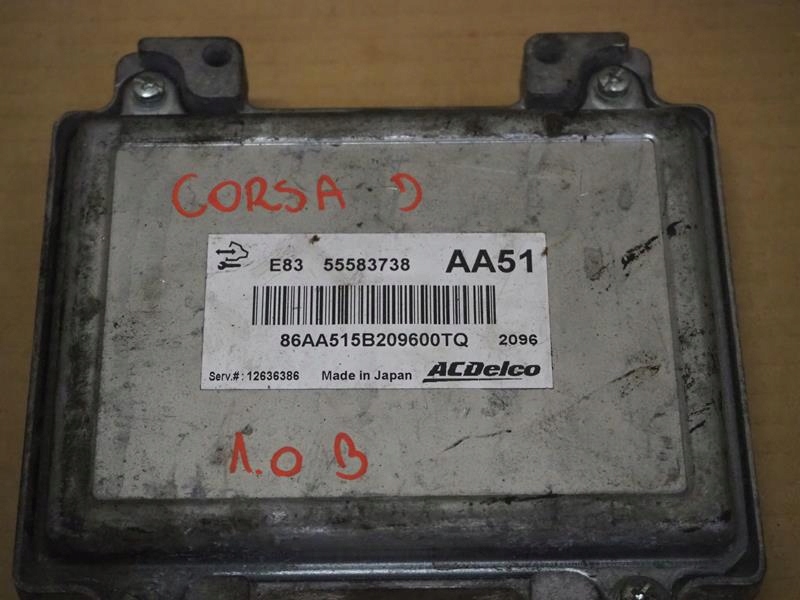 CORSA D
E83 55583738 AA51
86AA515B209600TQ 2096
Serv.#: 12636386 Made in Japan ACDelco
1.0 B